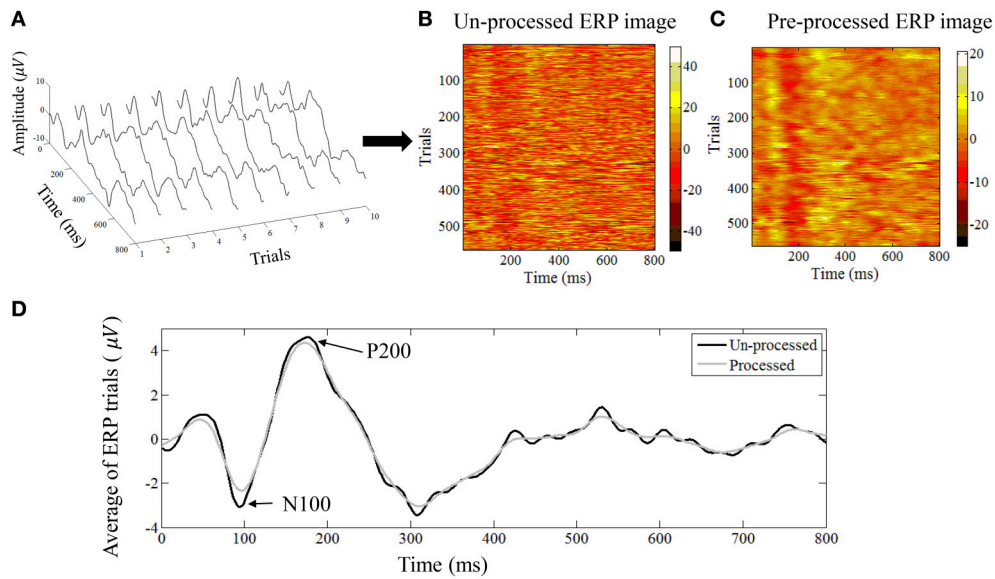 A
Amplitude (μV)
10
0
-10
0
200
400
600
800
Time (ms)
1
2
3
4
5
6
7
8
9
10
Trials
B
Un-processed ERP image
Trials
100
200
300
400
500
200 400 600 800
Time (ms)
40
20
0
-20
-40
C
Pre-processed ERP image
Trials
100
200
300
400
500
200 400 600 800
Time (ms)
20
10
0
-10
-20
D
Average of ERP trials ( μV)
4
2
0
-2
-4
P200
N100
Un-processed
Processed
0 100 200 300 400 500 600 700 800
Time (ms)